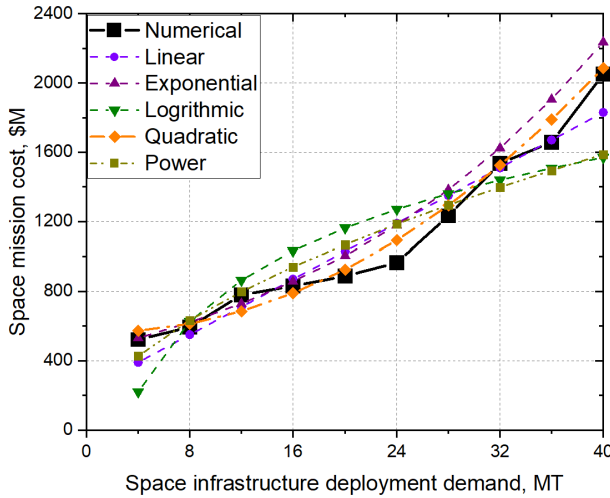 2400
2000
1600
1200
800
400
0
Space mission cost, $M
Numerical
Linear
Exponential
Logrithmic
Quadratic
Power
0 8 16 24 32 40
Space infrastructure deployment demand, MT